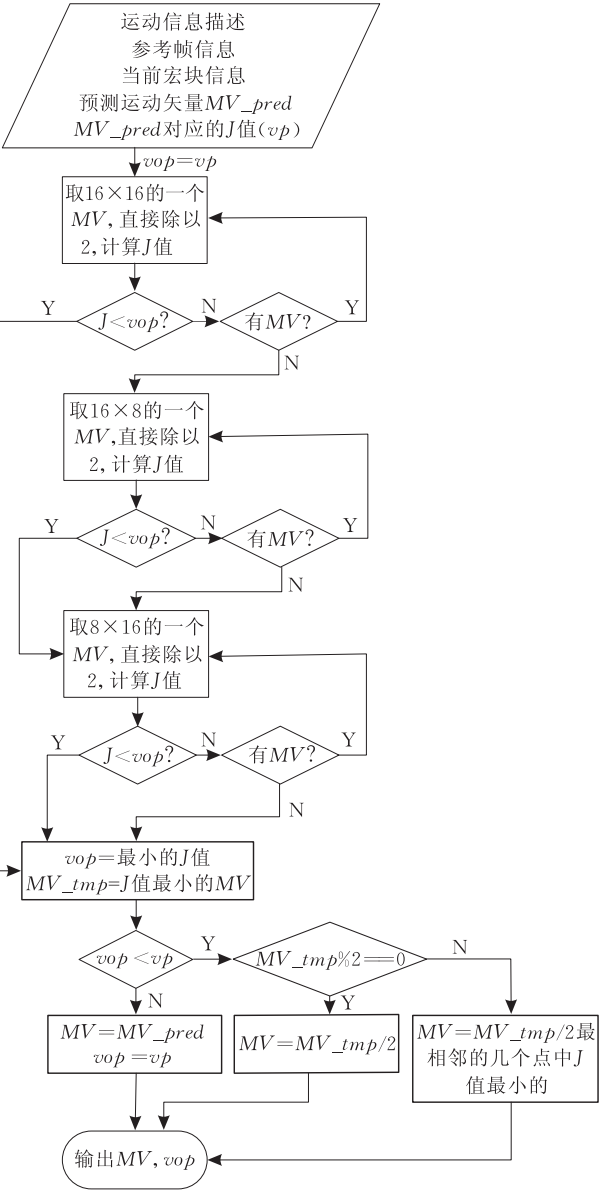 运动信息描述
参考帧信息
当前宏块信息
预测运动矢量MV_pred
MV_pred对应的J值(vp)
vop=vp
取16×16的一个
MV,直接除以
2,计算J值
Y
J<vop?
N
有MV?
Y
N
取16×8的一个
MV,直接除以
2,计算J值
Y
J<vop?
N
有MV?
Y
N
取8×16的一个
MV,直接除以
2,计算J值
Y
J<vop?
N
有MV?
Y
N
vop=最小的J值
MV_tmp=J值最小的MV
vop<vp
Y
MV_tmp%2==0
N
N
Y
MV=MV_pred
vop=vp
MV=MV_tmp/2
MV=MV_tmp/2最
相邻的几个点中J
值最小的
输出MV,vop